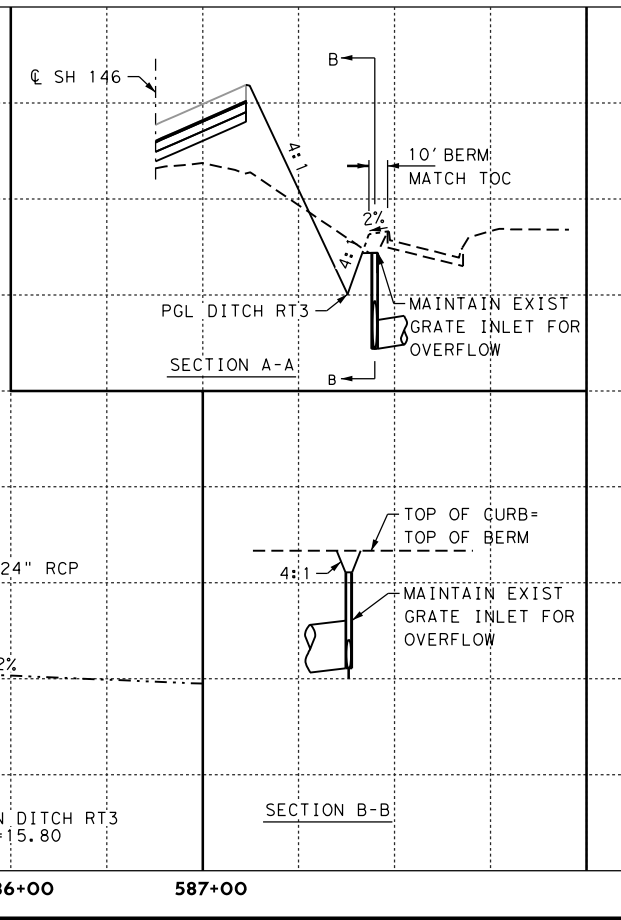 ℄ SH 146
B
4:1
10' BERM
MATCH TOC
2%
4:1
PGL DITCH RT3
MAINTAIN EXIST
GRATE INLET FOR
OVERFLOW
SECTION A-A
B
TOP OF CURB=
TOP OF BERM
24" RCP
4:1
MAINTAIN EXIST
GRATE INLET FOR
OVERFLOW
2%
SECTION B-B
N DITCH RT3
=15.80
86+00
587+00